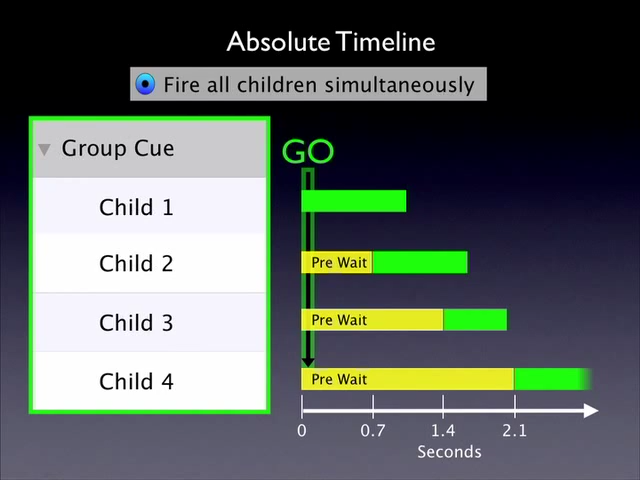 Absolute Timeline
Fire all children simultaneously
Group Cue
GO
Child 1
Child 2
Pre Wait
Child 3
Pre Wait
Child 4
Pre Wait
0 0.7 1.4 2.1
Seconds